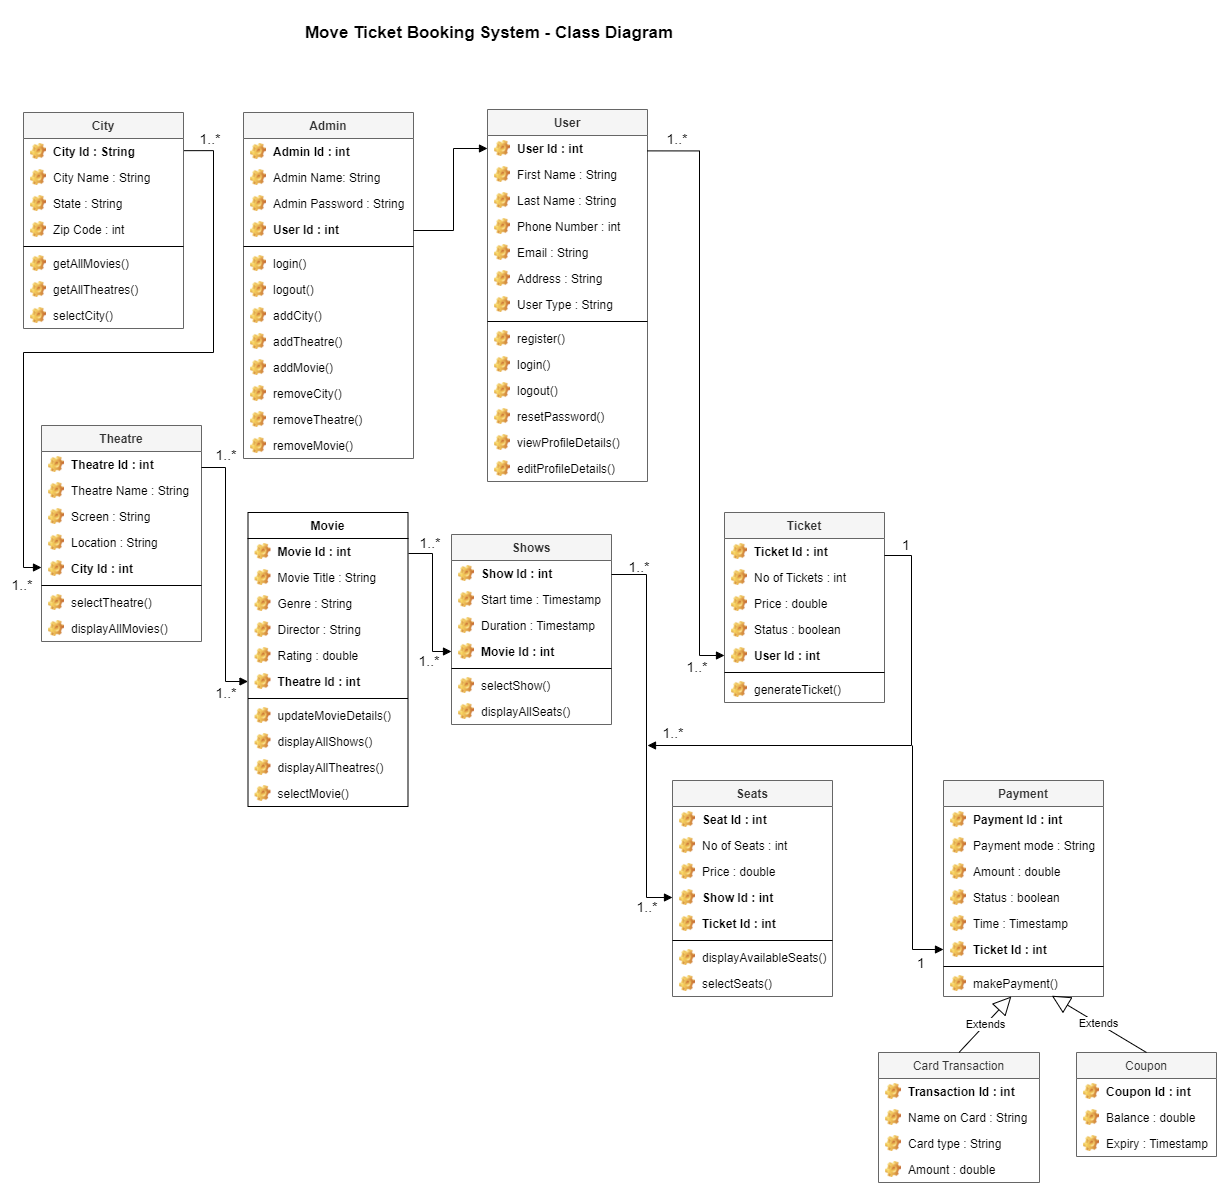 Move Ticket Booking System - Class Diagram
City
City Id : String
City Name : String
State : String
Zip Code : int
getAllMovies()
getAllTheatres()
selectCity()
1..*
Admin
Admin Id : int
Admin Name: String
Admin Password : String
User Id : int
login()
logout()
addCity()
addTheatre()
addMovie()
removeCity()
removeTheatre()
removeMovie()
User
User Id : int
First Name : String
Last Name : String
Phone Number : int
Email : String
Address : String
User Type : String
register()
login()
logout()
resetPassword()
viewProfileDetails()
editProfileDetails()
1..*
Theatre
Theatre Id : int
Theatre Name : String
Screen : String
Location : String
City Id : int
selectTheatre()
displayAllMovies()
1..*
1..*
1..*
Movie
Movie Id : int
Movie Title : String
Genre : String
Director : String
Rating : double
Theatre Id : int
updateMovieDetails()
displayAllShows()
displayAllTheatres()
selectMovie()
1..*
1..*
Shows
Show Id : int
Start time : Timestamp
Duration : Timestamp
Movie Id : int
selectShow()
displayAllSeats()
1..*
1..*
Ticket
Ticket Id : int
No of Tickets : int
Price : double
Status : boolean
User Id : int
generateTicket()
1
1..*
1..*
Seats
Seat Id : int
No of Seats : int
Price : double
Show Id : int
Ticket Id : int
displayAvailableSeats()
selectSeats()
1
Payment
Payment Id : int
Payment mode : String
Amount : double
Status : boolean
Time : Timestamp
Ticket Id : int
makePayment()
Extends
Extends
Card Transaction
Transaction Id : int
Name on Card : String
Card type : String
Amount : double
Coupon
Coupon Id : int
Balance : double
Expiry : Timestamp